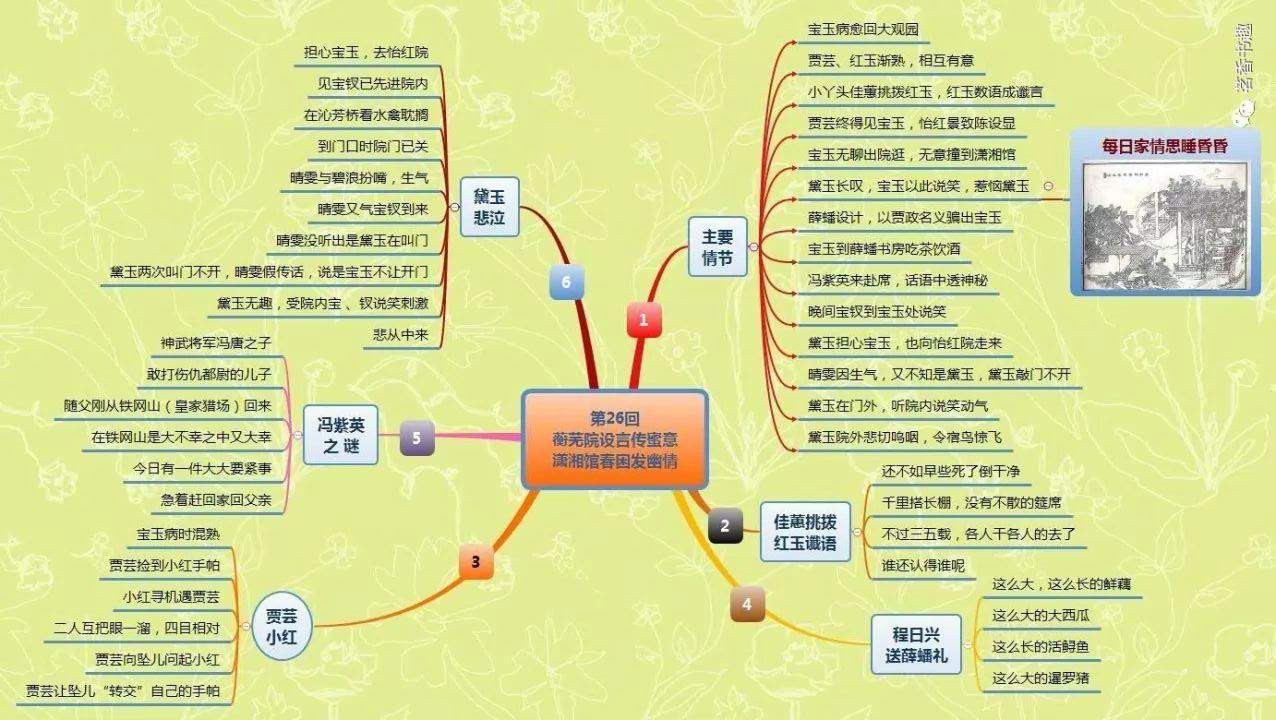 第26回
蘅芜院设言传蜜意
潇湘馆春困发幽情
1
主要
情节
宝玉病愈回大观园
贾芸、红玉渐熟，相互有意
小丫头佳蕙挑拨红玉，红玉数语成谶言
贾芸终得见宝玉，怡红景致陈设显
宝玉无聊出院逛，无意撞到潇湘馆
黛玉长叹，宝玉以此说笑，惹恼黛玉
每日家情思睡昏昏
薛蟠设计，以贾政名义骗出宝玉
宝玉到薛蟠书房吃茶饮酒
冯紫英来赴席，话语中透神秘
晚间宝钗到宝玉处说笑
黛玉担心宝玉，也向怡红院走来
晴雯因生气，又不知是黛玉，黛玉敲门不开
黛玉在门外，听院内说笑动气
黛玉院外悲切呜咽，令宿鸟惊飞
2
佳蕙挑拨
红玉谶语
还不如早些死了倒干净
千里搭长棚，没有不散的筵席
不过三五载，各人干各人的去了
谁还认得谁呢
3
贾芸
小红
宝玉病时混熟
贾芸捡到小红手帕
小红寻机遇贾芸
二人互把眼一溜，四目相对
贾芸向坠儿问起小红
贾芸让坠儿“转交”自己的手帕
4
程日兴
送薛蟠礼
这么大，这么长的鲜藕
这么大的大西瓜
这么长的活鲟鱼
这么大的暹罗猪
5
冯紫英
之 谜
神武将军冯唐之子
敢打伤仇都尉的儿子
随父刚从铁网山（皇家猎场）回来
在铁网山是大不幸之中又大幸
今日有一件大大要紧事
急着赶回家回父亲
6
黛玉
悲泣
担心宝玉，去怡红院
见宝钗已先进院内
在沁芳桥看水禽耽搁
到门口时院门已关
晴雯与碧浪扮嘴，生气
晴雯又气宝钗到来
晴雯没听出是黛玉在叫门
黛玉两次叫门不开，晴雯假传话，说是宝玉不让开门
黛玉无趣，受院内宝 、钗说笑刺激
悲从中来